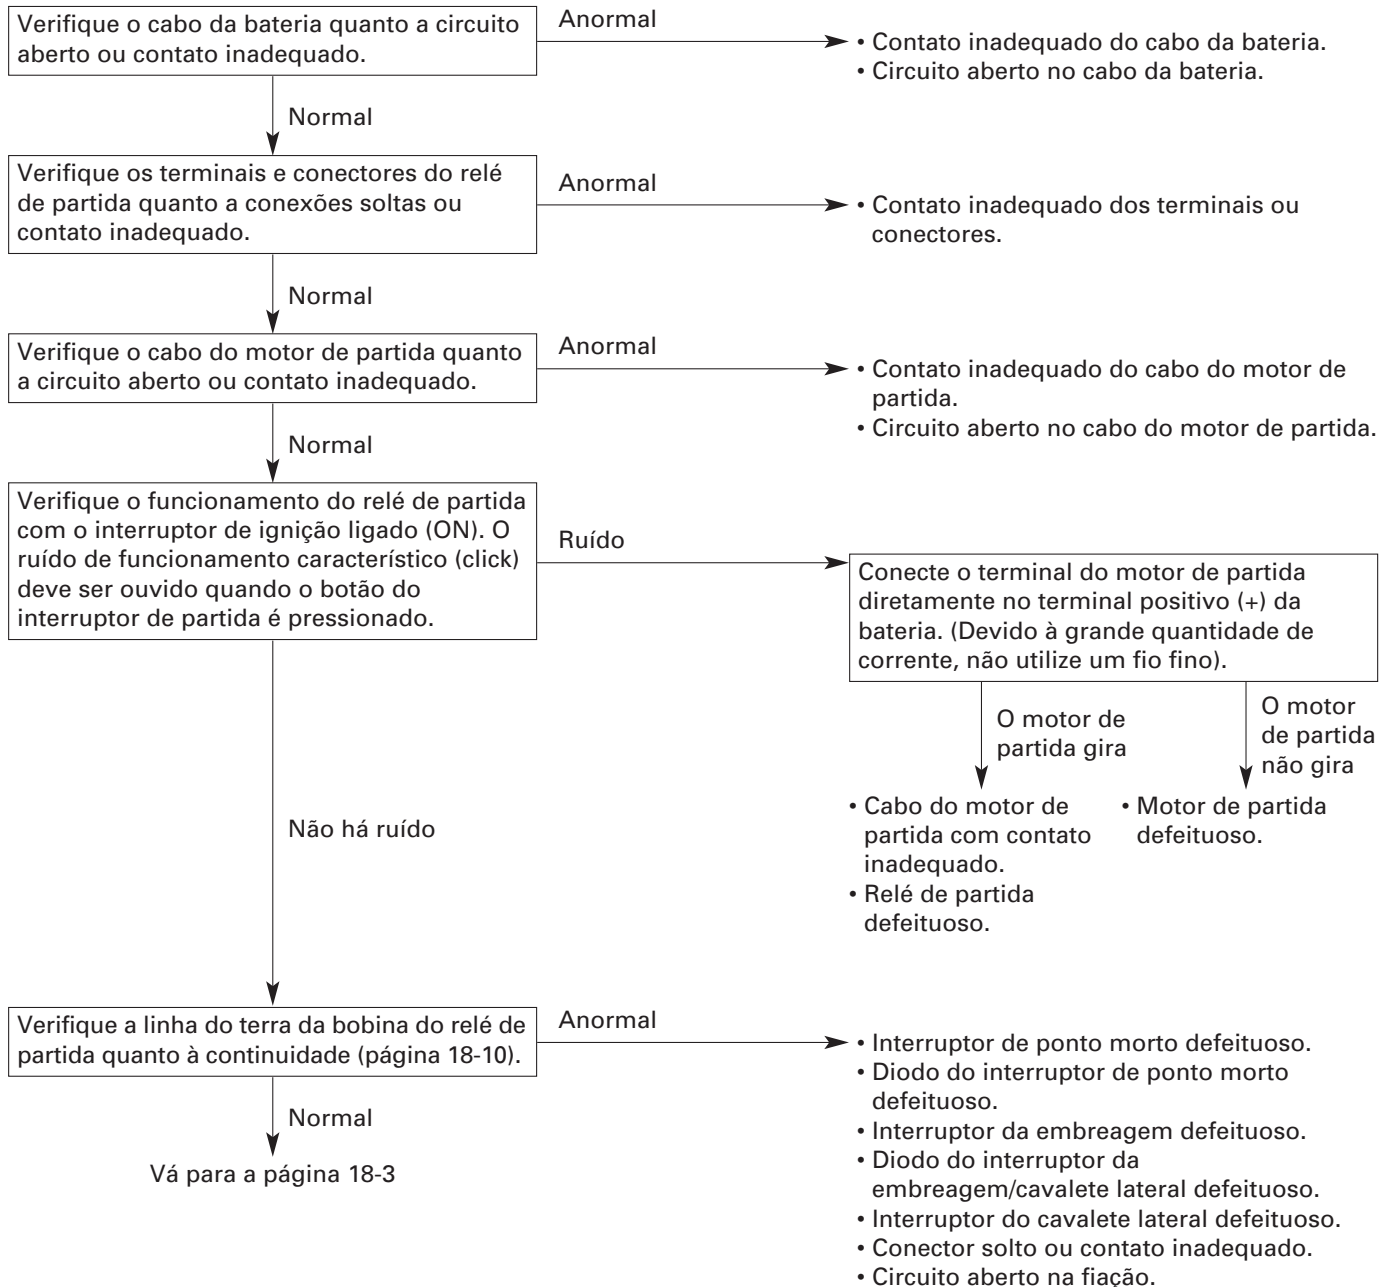 Verifique o cabo da bateria quanto a circuito
aberto ou contato inadequado.
Anormal
• Contato inadequado do cabo da bateria.
• Circuito aberto no cabo da bateria.
Normal
Verifique os terminais e conectores do relé
de partida quanto a conexões soltas ou
contato inadequado.
Anormal
• Contato inadequado dos terminais ou
conectores.
Normal
Verifique o cabo do motor de partida quanto
a circuito aberto ou contato inadequado.
Anormal
• Contato inadequado do cabo do motor de
partida.
• Circuito aberto no cabo do motor de partida.
Normal
Verifique o funcionamento do relé de partida
com o interruptor de ignição ligado (ON). O
ruído de funcionamento característico (click)
deve ser ouvido quando o botão do
interruptor de partida é pressionado.
Ruído
Conecte o terminal do motor de partida
diretamente no terminal positivo (+) da
bateria. (Devido à grande quantidade de
corrente, não utilize um fio fino).
O motor de
partida gira
O motor
de partida
não gira
• Cabo do motor de
partida com contato
inadequado.
• Relé de partida
defeituoso.
• Motor de partida
defeituoso.
Não há ruído
Verifique a linha do terra da bobina do relé de
partida quanto à continuidade (página 18-10).
Anormal
• Interruptor de ponto morto defeituoso.
• Diodo do interruptor de ponto morto
defeituoso.
• Interruptor da embreagem defeituoso.
• Diodo do interruptor da
embreagem/cavalete lateral defeituoso.
• Interruptor do cavalete lateral defeituoso.
• Conector solto ou contato inadequado.
• Circuito aberto na fiação.
Normal
Vá para a página 18-3